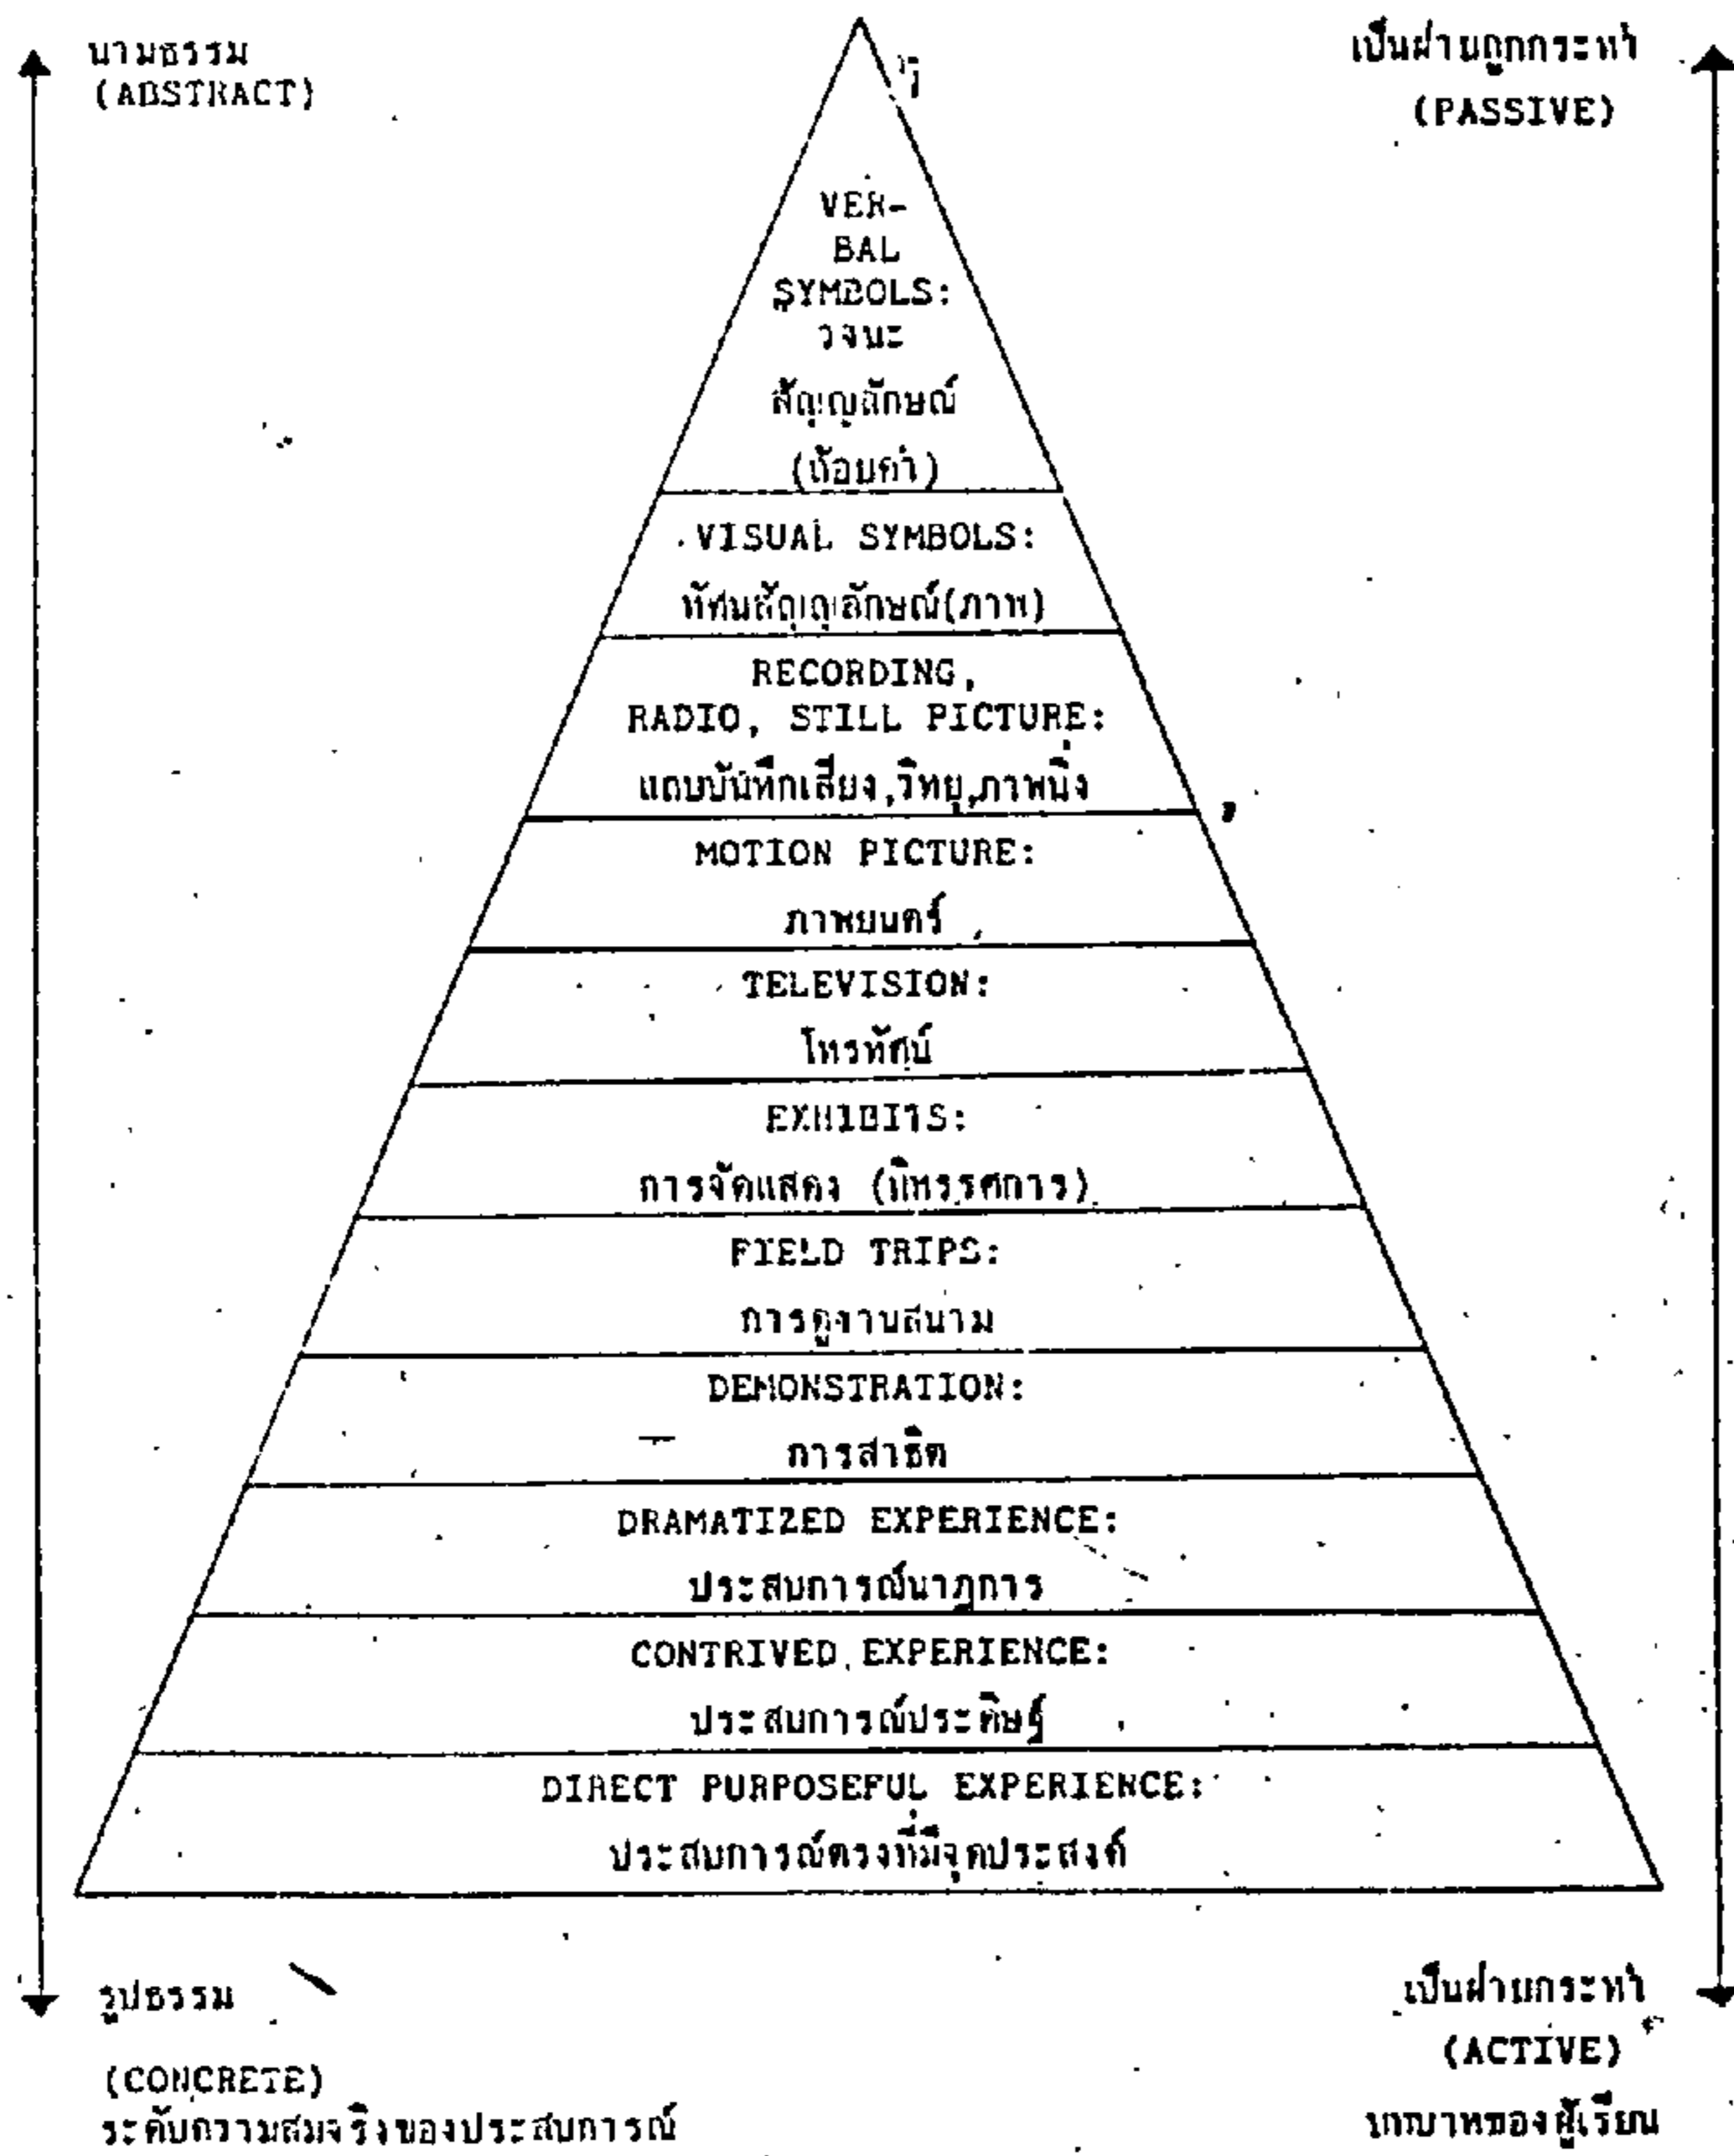 นามธรรม
(ABSTRACT)
เป็นฝ่ายถูกกระทำ
(PASSIVE)
VER-
BAL
SYMBOLS:
วจนะ
สัญญลักษณ์
(ถ้อยคำ)
VISUAL SYMBOLS:
ทัศนสัญญลักษณ์(ภาพ)
RECORDING,
RADIO, STILL PICTURE:
แถบบันทึกเสียง,วิทยุ,ภาพนิ่ง
MOTION PICTURE:
ภาพยนตร์
TELEVISION:
โทรทัศน์
EXHIBITS:
การจัดแสดง (นิทรรศการ)
FIELD TRIPS:
การดูงานสนาม
DEMONSTRATION:
การสาธิต
DRAMATIZED EXPERIENCE:
ประสบการณ์นาฏการ
CONTRIVED EXPERIENCE:
ประสบการณ์ประดิษฐ์
DIRECT PURPOSEFUL EXPERIENCE:
ประสบการณ์ตรงที่มีจุดประสงค์
รูปธรรม
(CONCRETE)
ระดับความสมจริงของประสบการณ์
เป็นฝ่ายกระทำ
(ACTIVE)
บทบาทของผู้เรียน